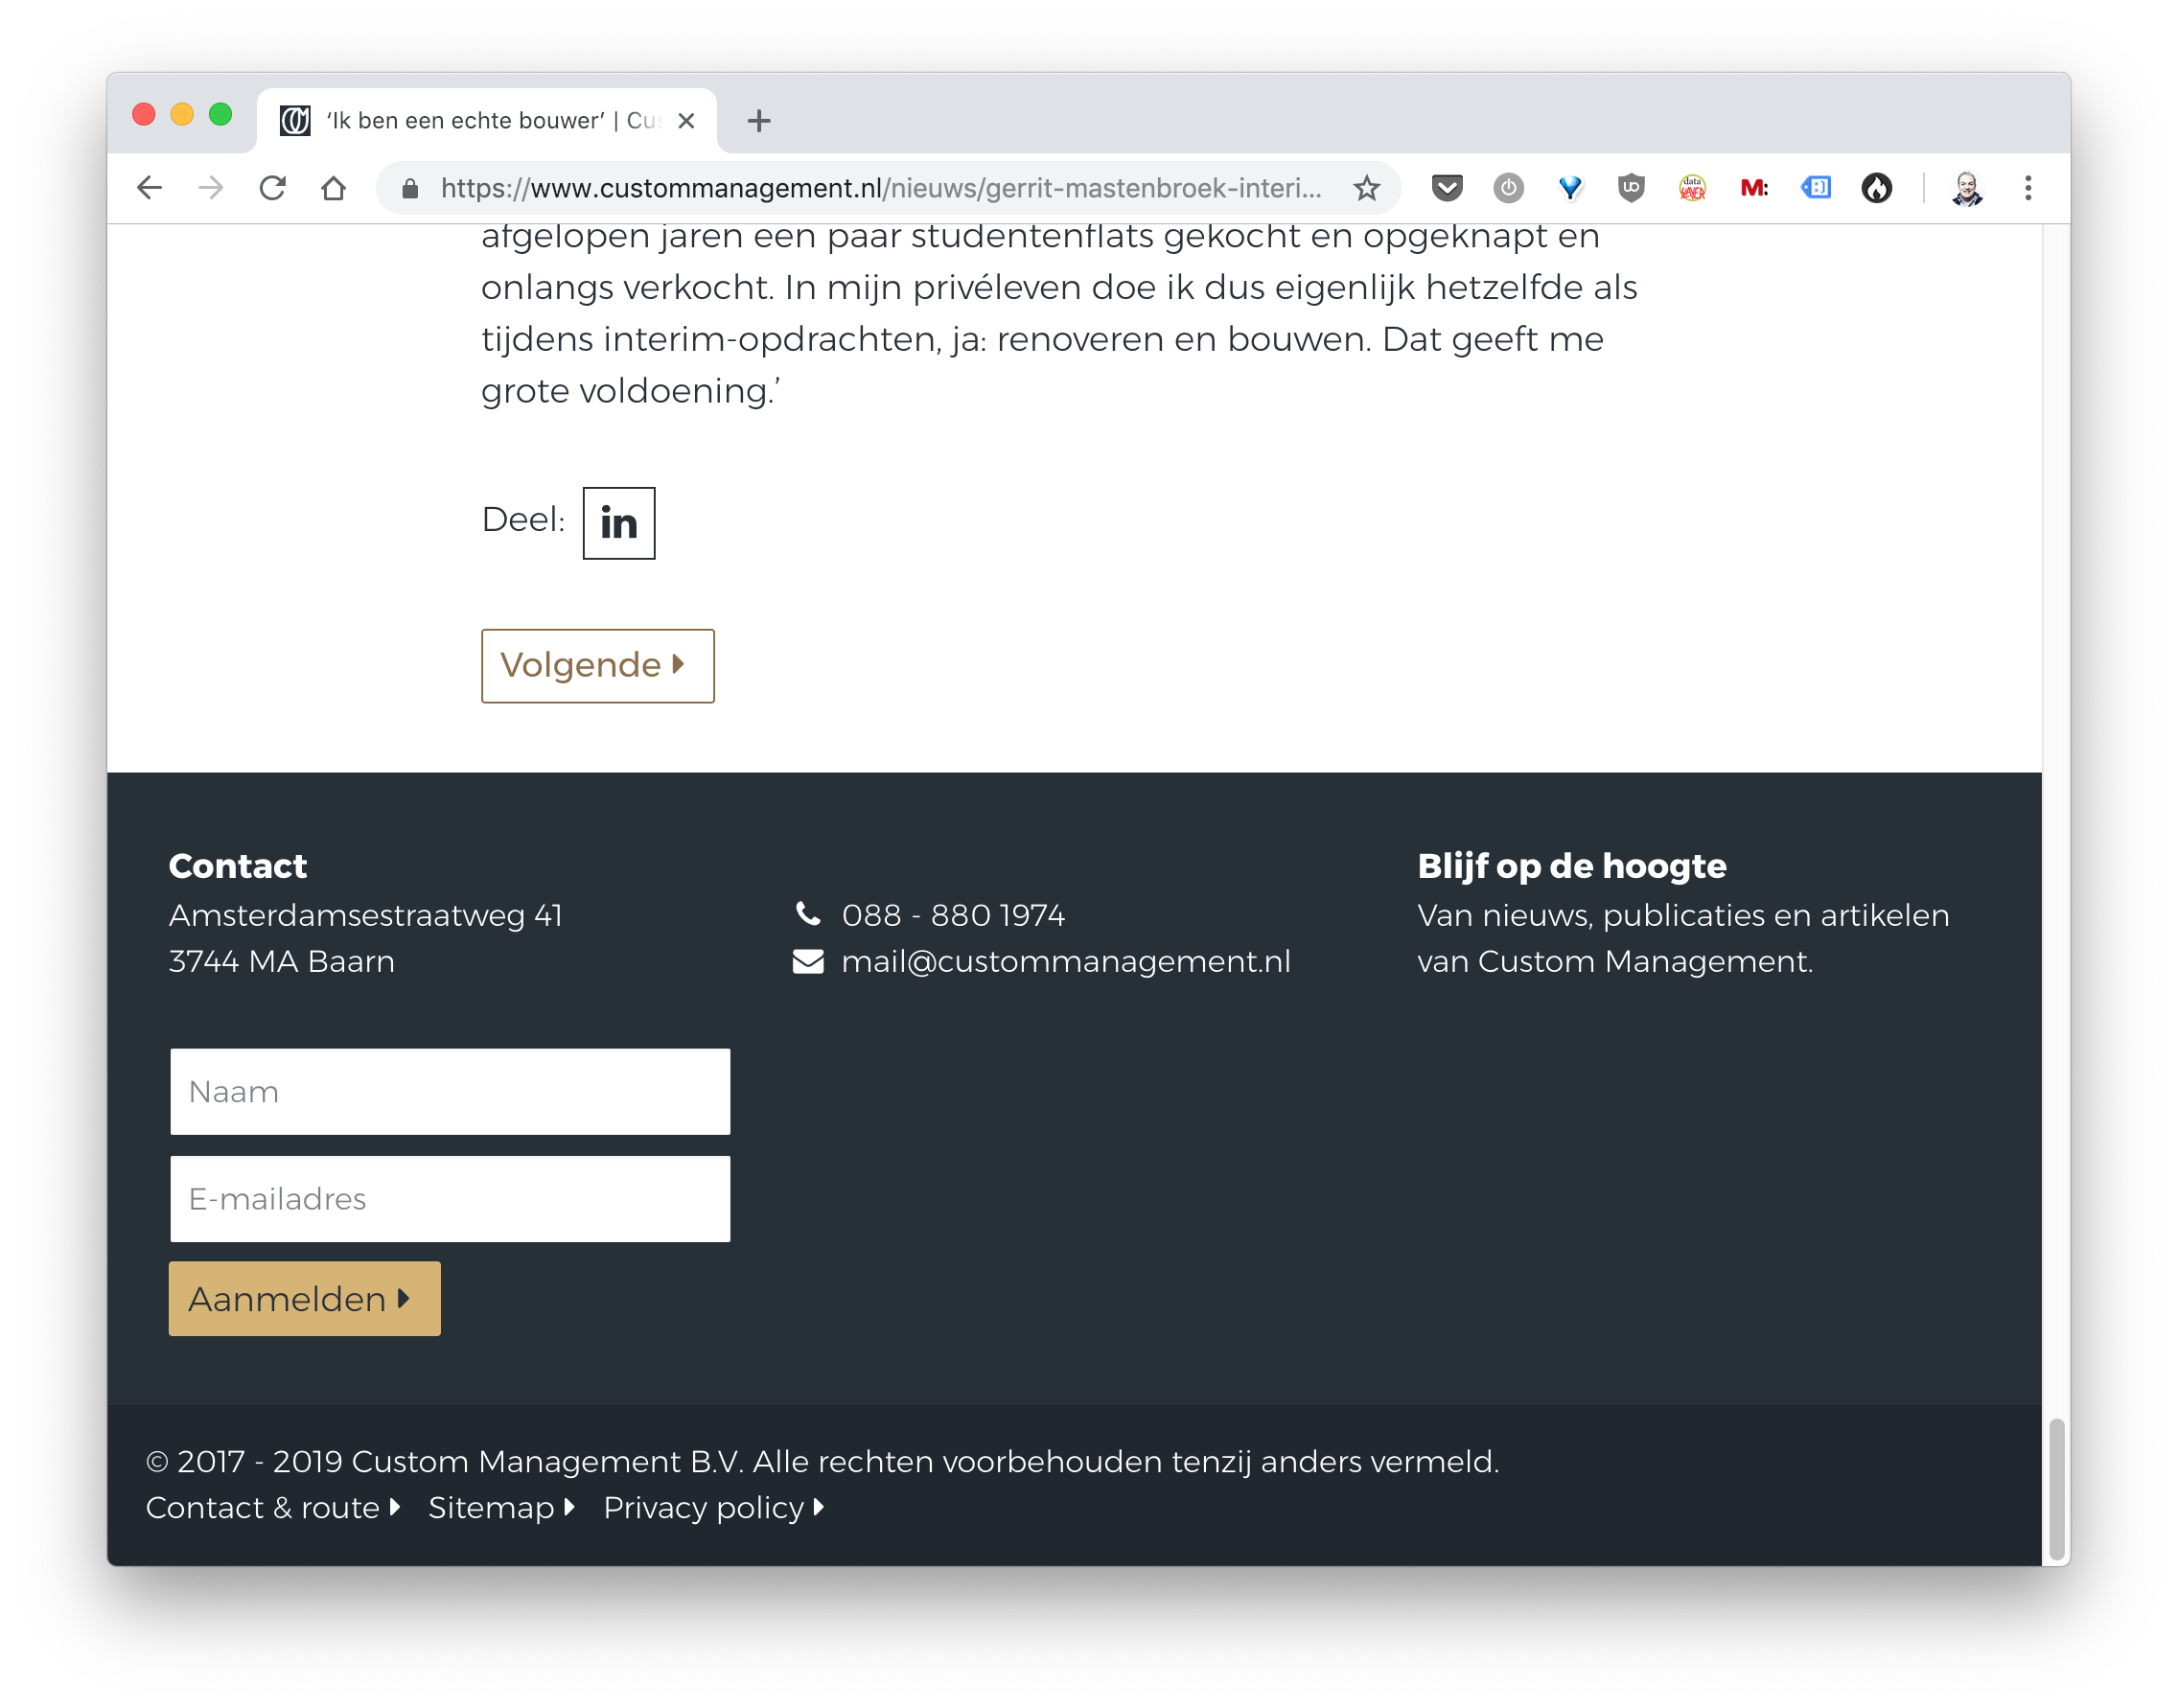 'Ik ben een echte bouwer' | Cus
https://www.custommanagement.nl/nieuws/gerrit-mastenbroek-interi...
afgelopen jaren een paar studentenflats gekocht en opgeknapt en
onlangs verkocht. In mijn privéleven doe ik dus eigenlijk hetzelfde als
tijdens interim-opdrachten, ja: renoveren en bouwen. Dat geeft me
grote voldoening.’
Deel: in
Volgende
Contact
Amsterdamsestraatweg 41
3744 MA Baarn
088 - 880 1974
mail@custommanagement.nl
Blijf op de hoogte
Van nieuws, publicaties en artikelen
van Custom Management.
Naam
E-mailadres
Aanmelden
© 2017 - 2019 Custom Management B.V. Alle rechten voorbehouden tenzij anders vermeld.
Contact & route Sitemap Privacy policy